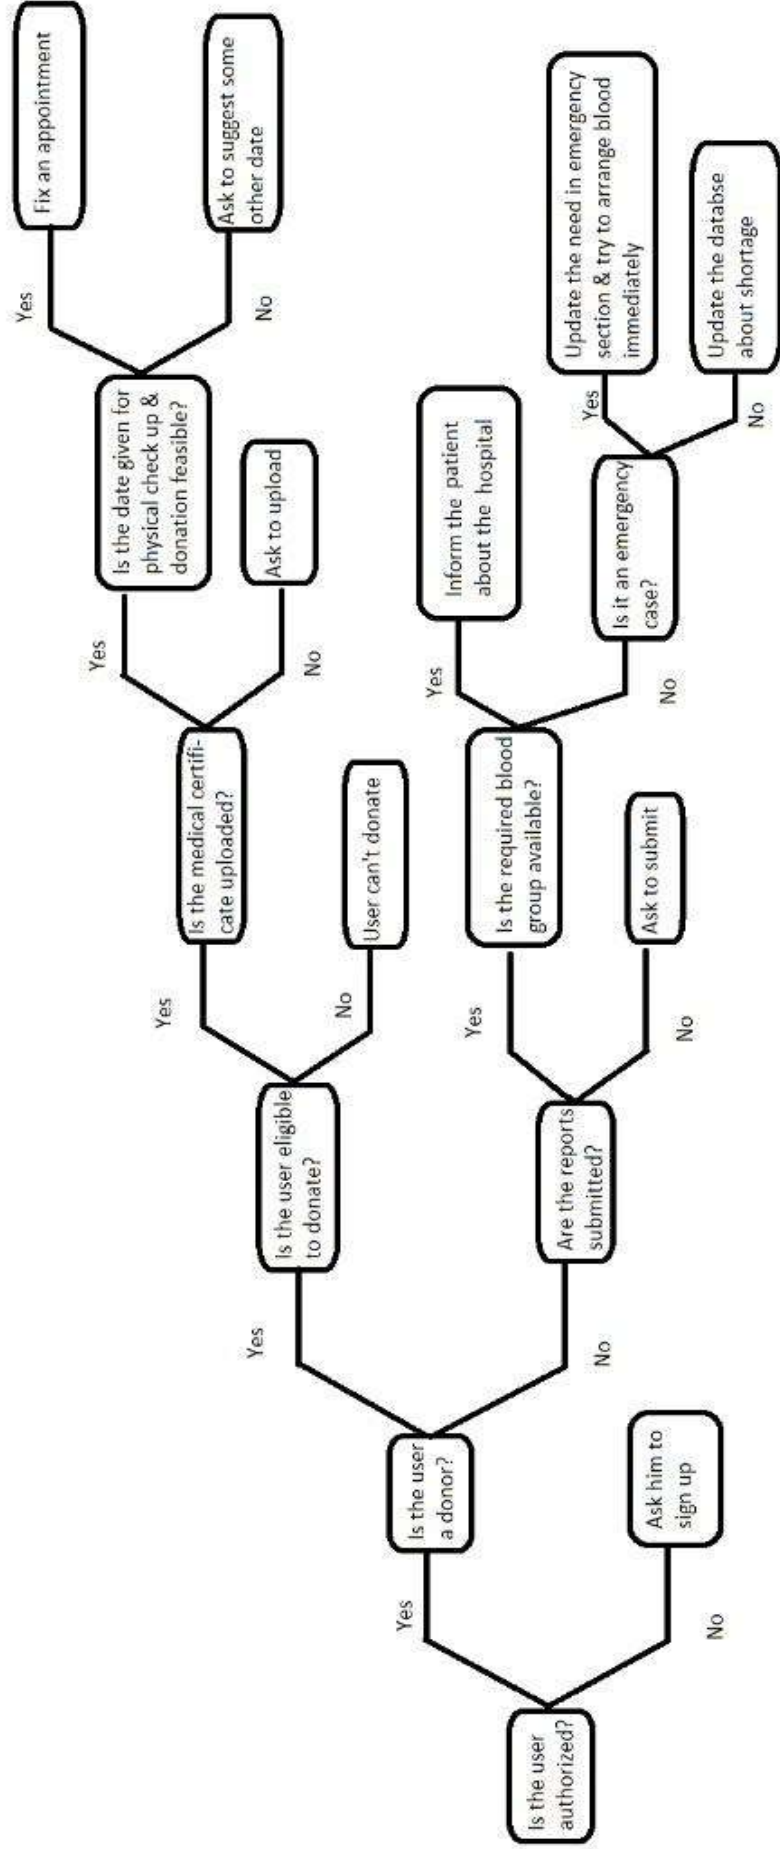 Is the user
authorized?
Yes
No
Is the user
a donor?
Ask him to
sign up
Yes
No
Is the user eligible
to donate?
Are the reports
submitted?
Yes
No
Is the medical certifi-
cate uploaded?
User can't donate
Yes
No
Is the required blood
group available?
Ask to submit
Yes
No
Is the date given for
physical check up &
donation feasible?
Ask to upload
Yes
No
Inform the patient
about the hospital
Is it an emergency
case?
Yes
No
Fix an appointment
Ask to suggest some
other date
Yes
No
Update the need in emergency
section & try to arrange blood
immediately
Update the databse
about shortage